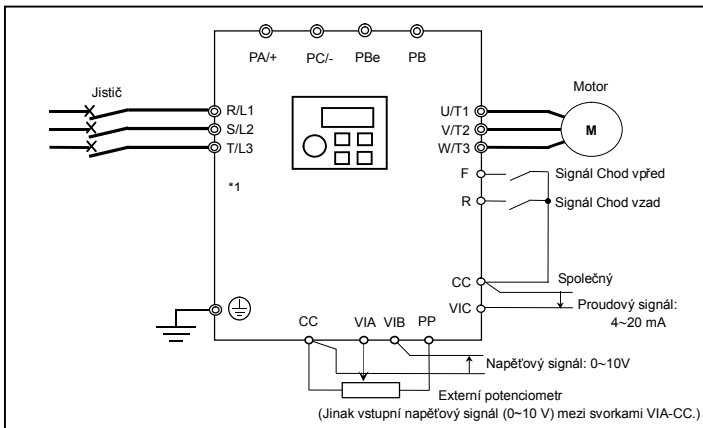 PA/+ PC/- PBe PB
Jistič
Motor
R/L1
S/L2
T/L3
U/T1
V/T2
W/T3
M
*1
F
Signál Chod vpřed
R
Signál Chod vzad
CC
Společný
VIC
Proudový signál:
4~20 mA
CC VIA VIB PP
Napěťový signál: 0~10V
Externí potenciometr
(Jinak vstupní napěťový signál (0~10 V) mezi svorkami VIA-CC.)